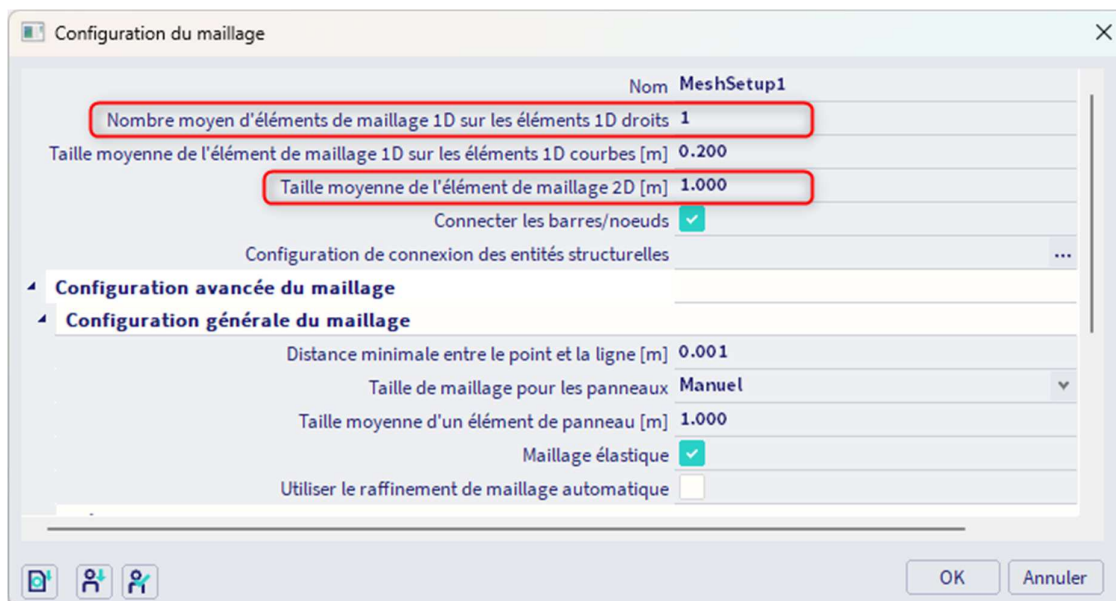 Configuration du maillage
Nom MeshSetup1
Nombre moyen d'éléments de maillage 1D sur les éléments 1D droits 1
Taille moyenne de l'élément de maillage 1D sur les éléments 1D courbes [m] 0.200
Taille moyenne de l'élément de maillage 2D [m] 1.000
Connecter les barres/noeuds
Configuration de connexion des entités structurelles ...
Configuration avancée du maillage
Configuration générale du maillage
Distance minimale entre le point et la ligne [m] 0.001
Taille de maillage pour les panneaux Manuel
Taille moyenne d'un élément de panneau [m] 1.000
Maillage élastique
Utiliser le raffinement de maillage automatique
OK Annuler